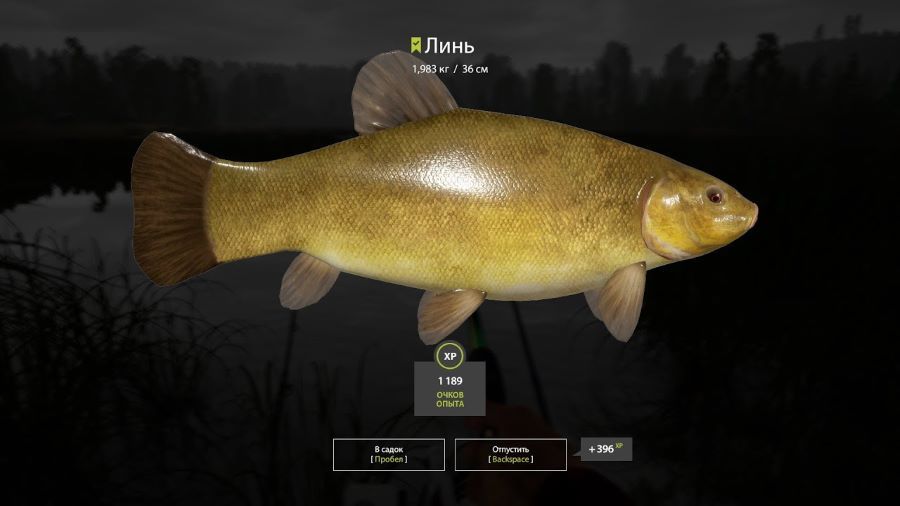 Линь
1,983 кг / 36 см
XP
1 189
ОЧКОВ
ОПЫТА
В садок
[ Пробел ]
Отпустить
[ Backspace ]
+396 XP